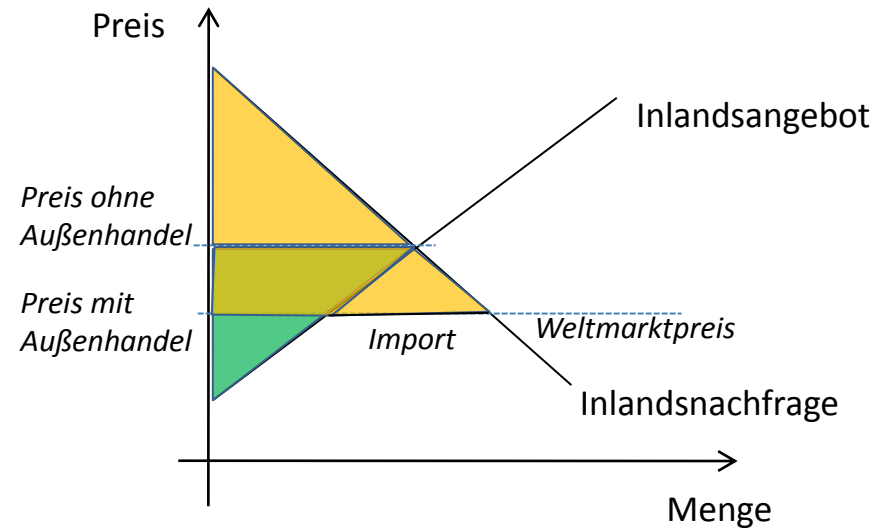 Preis
Inlandsangebot
Preis ohne
Außenhandel
Preis mit
Außenhandel
Import
Weltmarktpreis
Inlandsnachfrage
Menge